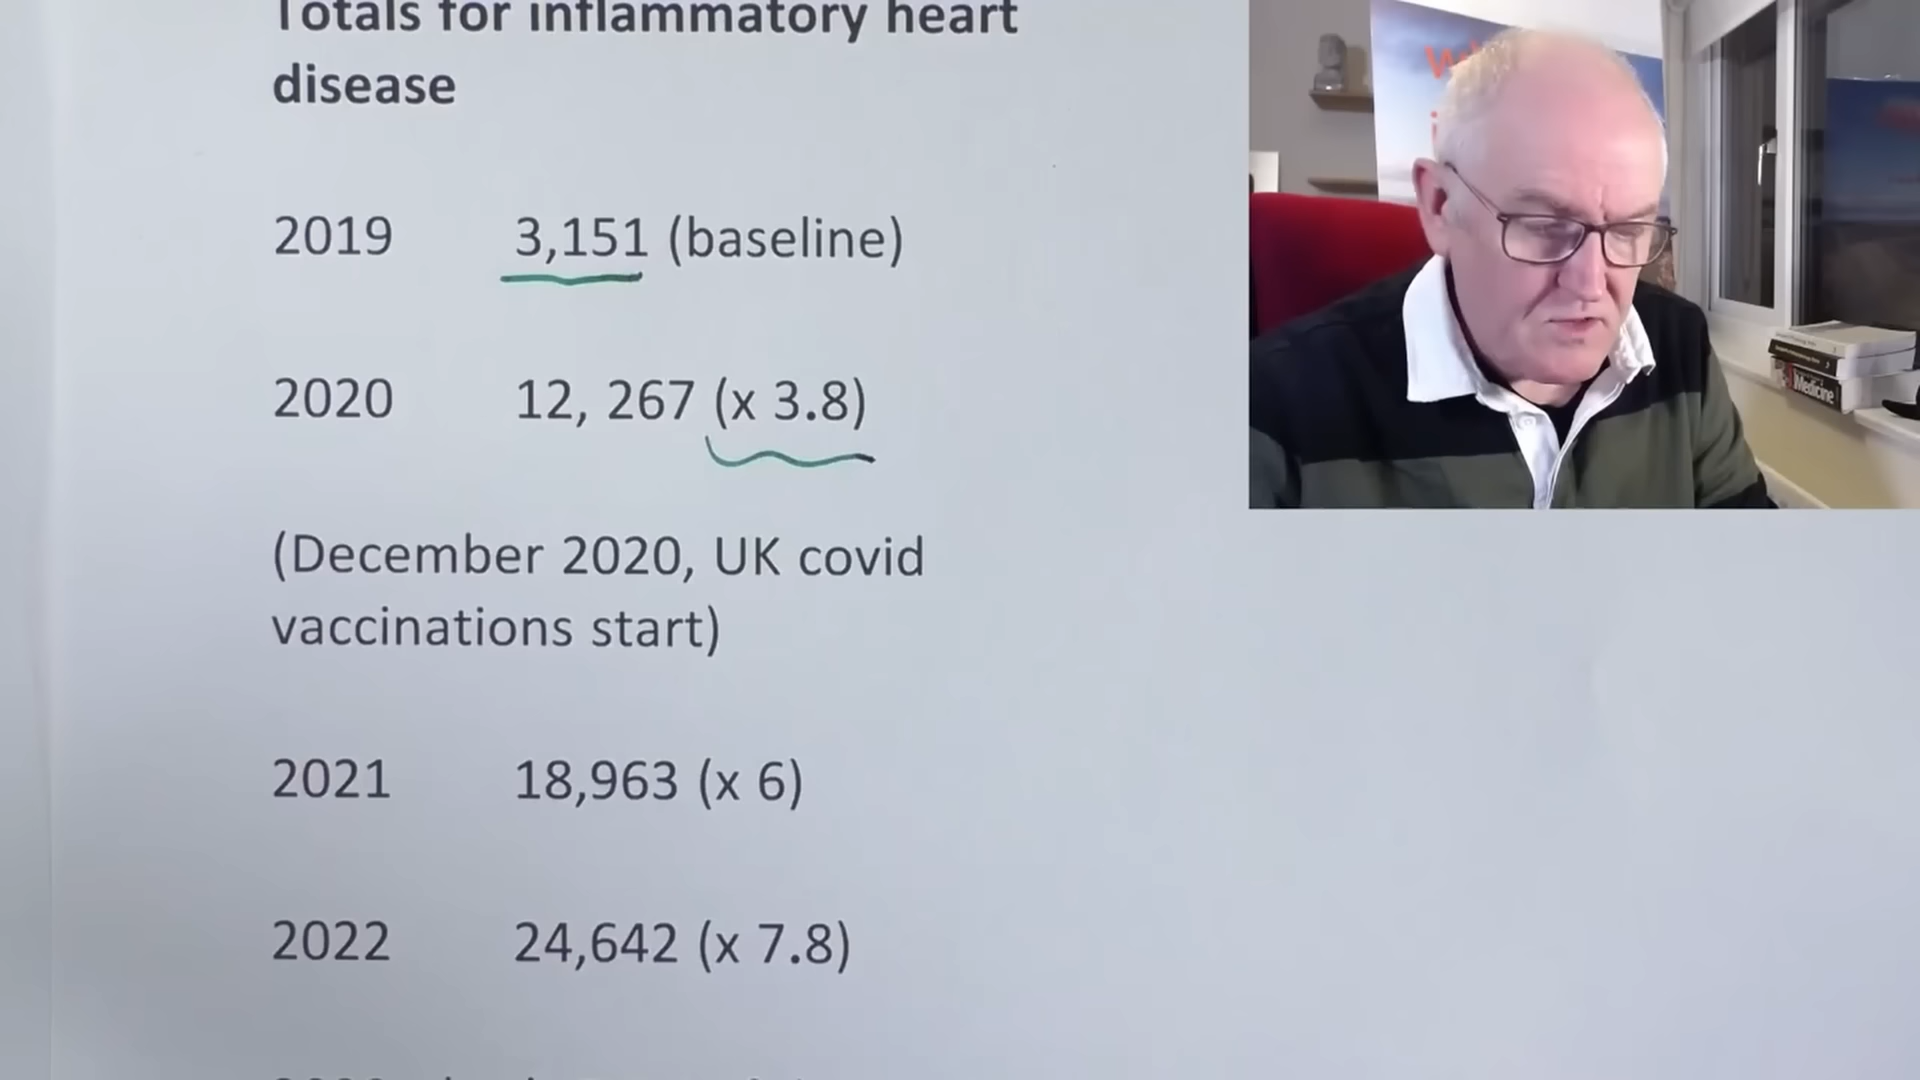 Totals for inflammatory heart
disease
2019 3,151 (baseline)
2020 12, 267 (x 3.8)
(December 2020, UK covid
vaccinations start)
2021 18,963 (x 6)
2022 24,642 (x 7.8)
Medicine